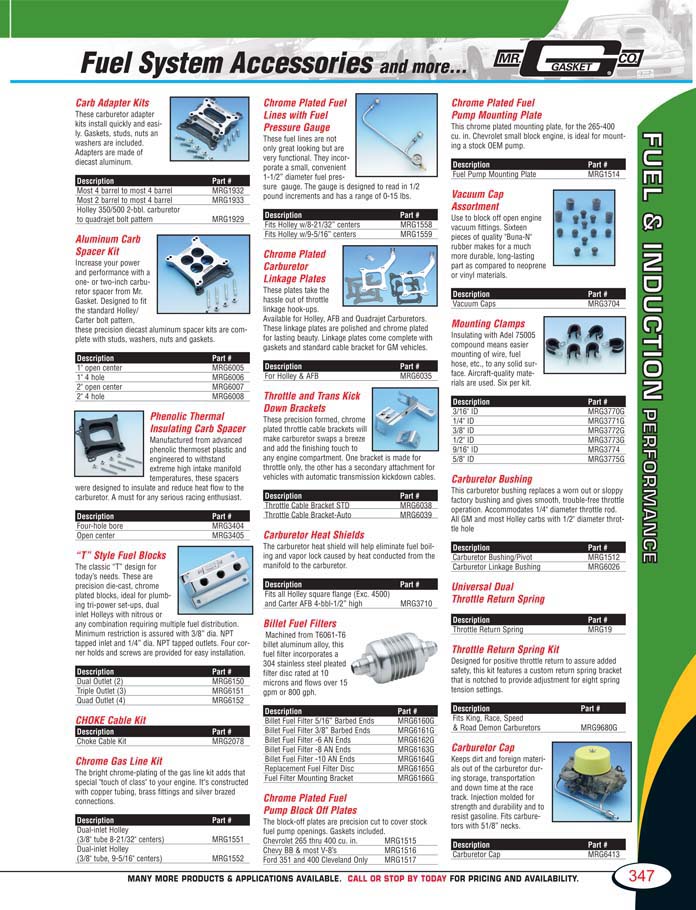 Fuel System Accessories and more...
MR. GASKET CO.
Carb Adapter Kits
These carburetor adapter
kits install quickly and easi-
ly. Gaskets, studs, nuts an
washers are included.
Adapters are made of
diecast aluminum.
Description Part #
Most 4 barrel to most 4 barrel MRG1932
Most 2 barrel to most 4 barrel MRG1933
Holley 350/500 2-bbl. carburetor
to quadrajet bolt pattern MRG1929
Aluminum Carb
Spacer Kit
Increase your power
and performance with a
one- or two-inch carbu-
retor spacer from Mr.
Gasket. Designed to fit
the standard Holley/
Carter bolt pattern,
these precision diecast aluminum spacer kits are com-
plete with studs, washers, nuts and gaskets.
Description Part #
1" open center MRG6005
1" 4 hole MRG6006
2" open center MRG6007
2" 4 hole MRG6008
Phenolic Thermal
Insulating Carb Spacer
Manufactured from advanced
phenolic thermoset plastic and
engineered to withstand
extreme high intake manifold
temperatures, these spacers
were designed to insulate and reduce heat flow to the
carburetor. A must for any serious racing enthusiast.
Description Part #
Four-hole bore MRG3404
Open center MRG3405
“T” Style Fuel Blocks
The classic "T" design for
today's needs. These are
precision die-cast, chrome
plated blocks, ideal for plumb-
ing tri-power set-ups, dual
inlet Holleys with nitrous or
any combination requiring multiple fuel distribution.
Minimum restriction is assured with 3/8" dia. NPT
tapped inlet and 1/4" dia. NPT tapped outlets. Four cor-
ner holds and screws are provided for easy installation.
Description Part #
Dual Outlet (2) MRG6150
Triple Outlet (3) MRG6151
Quad Outlet (4) MRG6152
CHOKE Cable Kit
Description Part #
Choke Cable Kit MRG2078
Chrome Gas Line Kit
The bright chrome-plating of the gas line kit adds that
special "touch of class' to your engine. It"s constructed
with copper tubing, brass fittings and silver brazed
connections.
Description Part #
Dual-inlet Holley
(3/8" tube 8-21/32" centers) MRG1551
Dual-inlet Holley
(3/8" tube, 9-5/16" centers) MRG1552
Chrome Plated Fuel
Lines with Fuel
Pressure Gauge
These fuel lines are not
only great looking but are
very functional. They incor-
porate a small, convenient
1-1/2" diameter fuel pres-
sure gauge. The gauge is designed to read in 1/2
pound increments and has a range of 0-15 lbs.
Description Part #
Fits Holley w/8-21/32" centers MRG1558
Fits Holley w/9-5/16" centers MRG1559
Chrome Plated
Carburetor
Linkage Plates
These plates take the
hassle out of throttle
linkage hook-ups.
Available for Holley, AFB and Quadrajet Carburetors.
These linkage plates are polished and chrome plated
for lasting beauty. Linkage plates come complete with
gaskets and standard cable bracket for GM vehicles.
Description Part #
For Holley & AFB MRG6035
Throttle and Trans Kick
Down Brackets
These precision formed, chrome
plated throttle cable brackets will
make carburetor swaps a breeze
and add the finishing touch to
any engine compartment. One bracket is made for
throttle only, the other has a secondary attachment for
vehicles with automatic transmission kickdown cables.
Description Part #
Throttle Cable Bracket STD MRG6038
Throttle Cable Bracket-Auto MRG6039
Carburetor Heat Shields
The carburetor heat shield will help eliminate fuel boil-
ing and vapor lock caused by heat conducted from the
manifold to the carburetor.
Description Part #
Fits all Holley square flange (Exc. 4500)
and Carter AFB 4-bbl-1/2" high MRG3710
Billet Fuel Filters
Machined from T6061-T6
billet aluminum alloy, this
fuel filter incorporates a
304 stainless steel pleated
filter disc rated at 10
microns and flows over 15
gpm or 800 gph.
Description Part #
Billet Fuel Filter 5/16" Barbed Ends MRG6160G
Billet Fuel Filter 3/8" Barbed Ends MRG6161G
Billet Fuel Filter -6 AN Ends MRG6162G
Billet Fuel Filter -8 AN Ends MRG6163G
Billet Fuel Filter -10 AN Ends MRG6164G
Replacement Fuel Filter Disc MRG6165G
Fuel Filter Mounting Bracket MRG6166G
Chrome Plated Fuel
Pump Block Off Plates
The block-off plates are precision cut to cover stock
fuel pump openings. Gaskets included.
Chevrolet 265 thru 400 cu. in. MRG1515
Chevy BB & most V-8's MRG1516
Ford 351 and 400 Cleveland Only MRG1517
Chrome Plated Fuel
Pump Mounting Plate
This chrome plated mounting plate, for the 265-400
cu. in. Chevrolet small block engine, is ideal for mount-
ing a stock OEM pump.
Description Part #
Fuel Pump Mounting Plate MRG1514
Vacuum Cap
Assortment
Use to block off open engine
vacuum fittings. Sixteen
pieces of quality "Buna-N"
rubber makes for a much
more durable, long-lasting
part as compared to neoprene
or vinyl materials.
Description Part #
Vacuum Caps MRG3704
Mounting Clamps
Insulating with Adel 75005
compound means easier
mounting of wire, fuel
hose, etc., to any solid sur-
face. Aircraft-quality mate-
rials are used. Six per kit.
Description Part #
3/16" ID MRG3770G
1/4" ID MRG3771G
3/8" ID MRG3772G
1/2" ID MRG3773G
9/16" ID MRG3774
5/8" ID MRG3775G
Carburetor Bushing
This carburetor bushing replaces a worn out or sloppy
factory bushing and gives smooth, trouble-free throttle
operation. Accommodates 1/4" diameter throttle rod.
All GM and most Holley carbs with 1/2" diameter throt-
tle hole
Description Part #
Carburetor Bushing/Pivot MRG1512
Carburetor Linkage Bushing MRG6026
Universal Dual
Throttle Return Spring
Description Part #
Throttle Return Spring MRG19
Throttle Return Spring Kit
Designed for positive throttle return to assure added
safety, this kit features a custom return spring bracket
that is notched to provide adjustment for eight spring
tension settings.
Description Part #
Fits King, Race, Speed
& Road Demon Carburetors MRG9680G
Carburetor Cap
Keeps dirt and foreign materi-
als out of the carburetor dur-
ing storage, transportation
and down time at the race
track. Injection molded for
strength and durability and to
resist gasoline. Fits carbure-
tors with 51/8" necks.
Description Part #
Carburetor Cap MRG6413
FUEL & INDUCTION PERFORMANCE
MANY MORE PRODUCTS & APPLICATIONS AVAILABLE. CALL OR STOP BY TODAY FOR PRICING AND AVAILABILITY.
347